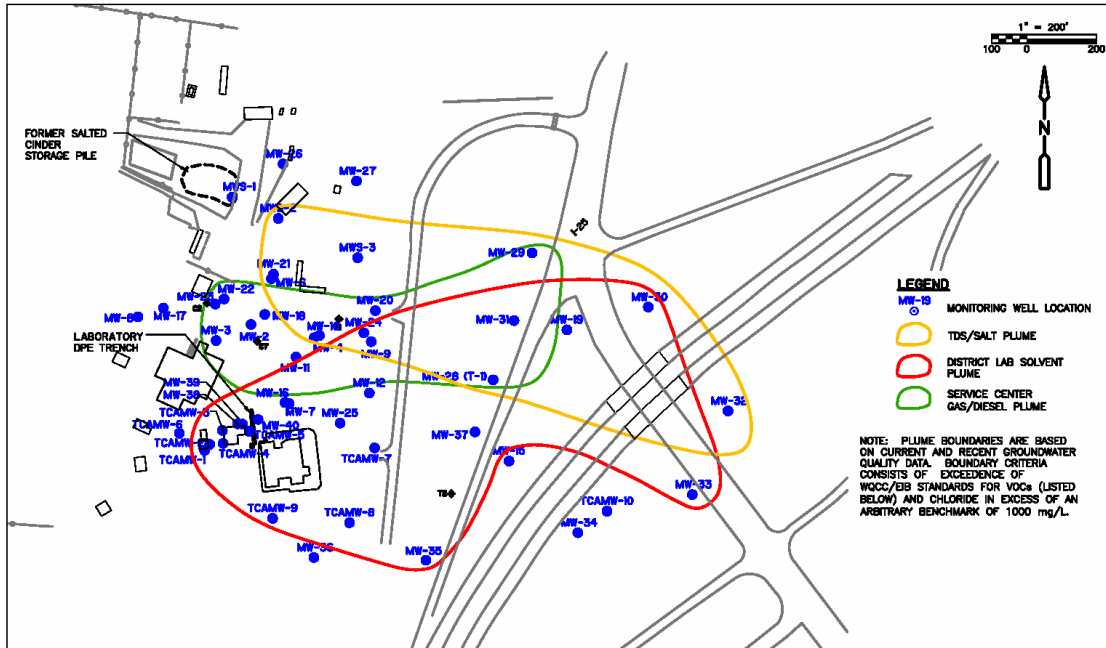 1" = 200'
100 0 200
N
FORMER SALTED
CINDER
STORAGE PILE
MW-26
MW-27
MWS-1
MWS-3
I-25
MW-29
MW-21
MW-22
MW-20
MW-30
MW-8
MW-17
MW-18
MW-31
MW-19
MW-3
MW-2
MW-24
MW-9
LABORATORY
DPE TRENCH
MW-11
MW-28 (T-1)
MW-39
MW-38
MW-16
MW-12
MW-7
MW-25
MW-32
MW-40
MW-37
TCAMW-6
TCAMW-4
TCAMW-1
TCAMW-7
MW-33
TCAMW-9
TCAMW-8
TCAMW-10
MW-34
MW-35
LEGEND
MW-19 MONITORING WELL LOCATION
TDS/SALT PLUME
DISTRICT LAB SOLVENT
PLUME
SERVICE CENTER
GAS/DIESEL PLUME
NOTE: PLUME BOUNDARIES ARE BASED
ON CURRENT AND RECENT GROUNDWATER
QUALITY DATA. BOUNDARY CRITERIA
CONSISTS OF EXCEEDENCE OF
WQCC/EIB STANDARDS FOR VOCs (LISTED
BELOW) AND CHLORIDE IN EXCESS OF AN
ARBITRARY BENCHMARK OF 1000 mg/L.